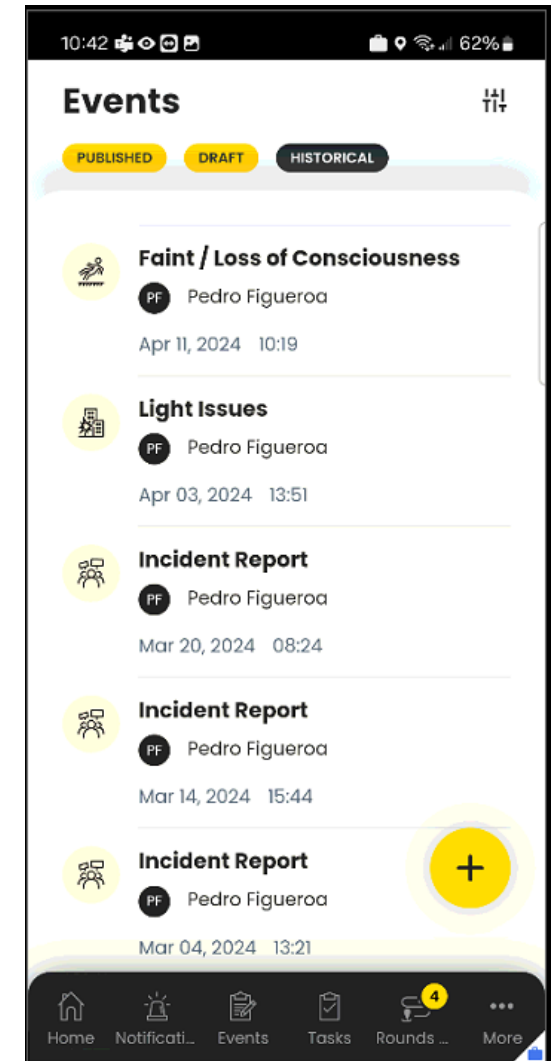 10:42 62%
Events
PUBLISHED DRAFT HISTORICAL
Faint / Loss of Consciousness
PF Pedro Figueroa
Apr 11, 2024 10:19
Light Issues
PF Pedro Figueroa
Apr 03, 2024 13:51
Incident Report
PF Pedro Figueroa
Mar 20, 2024 08:24
Incident Report
PF Pedro Figueroa
Mar 14, 2024 15:44
Incident Report
PF Pedro Figueroa
Mar 04, 2024 13:21
4
Home Notificati... Events Tasks Rounds ... More